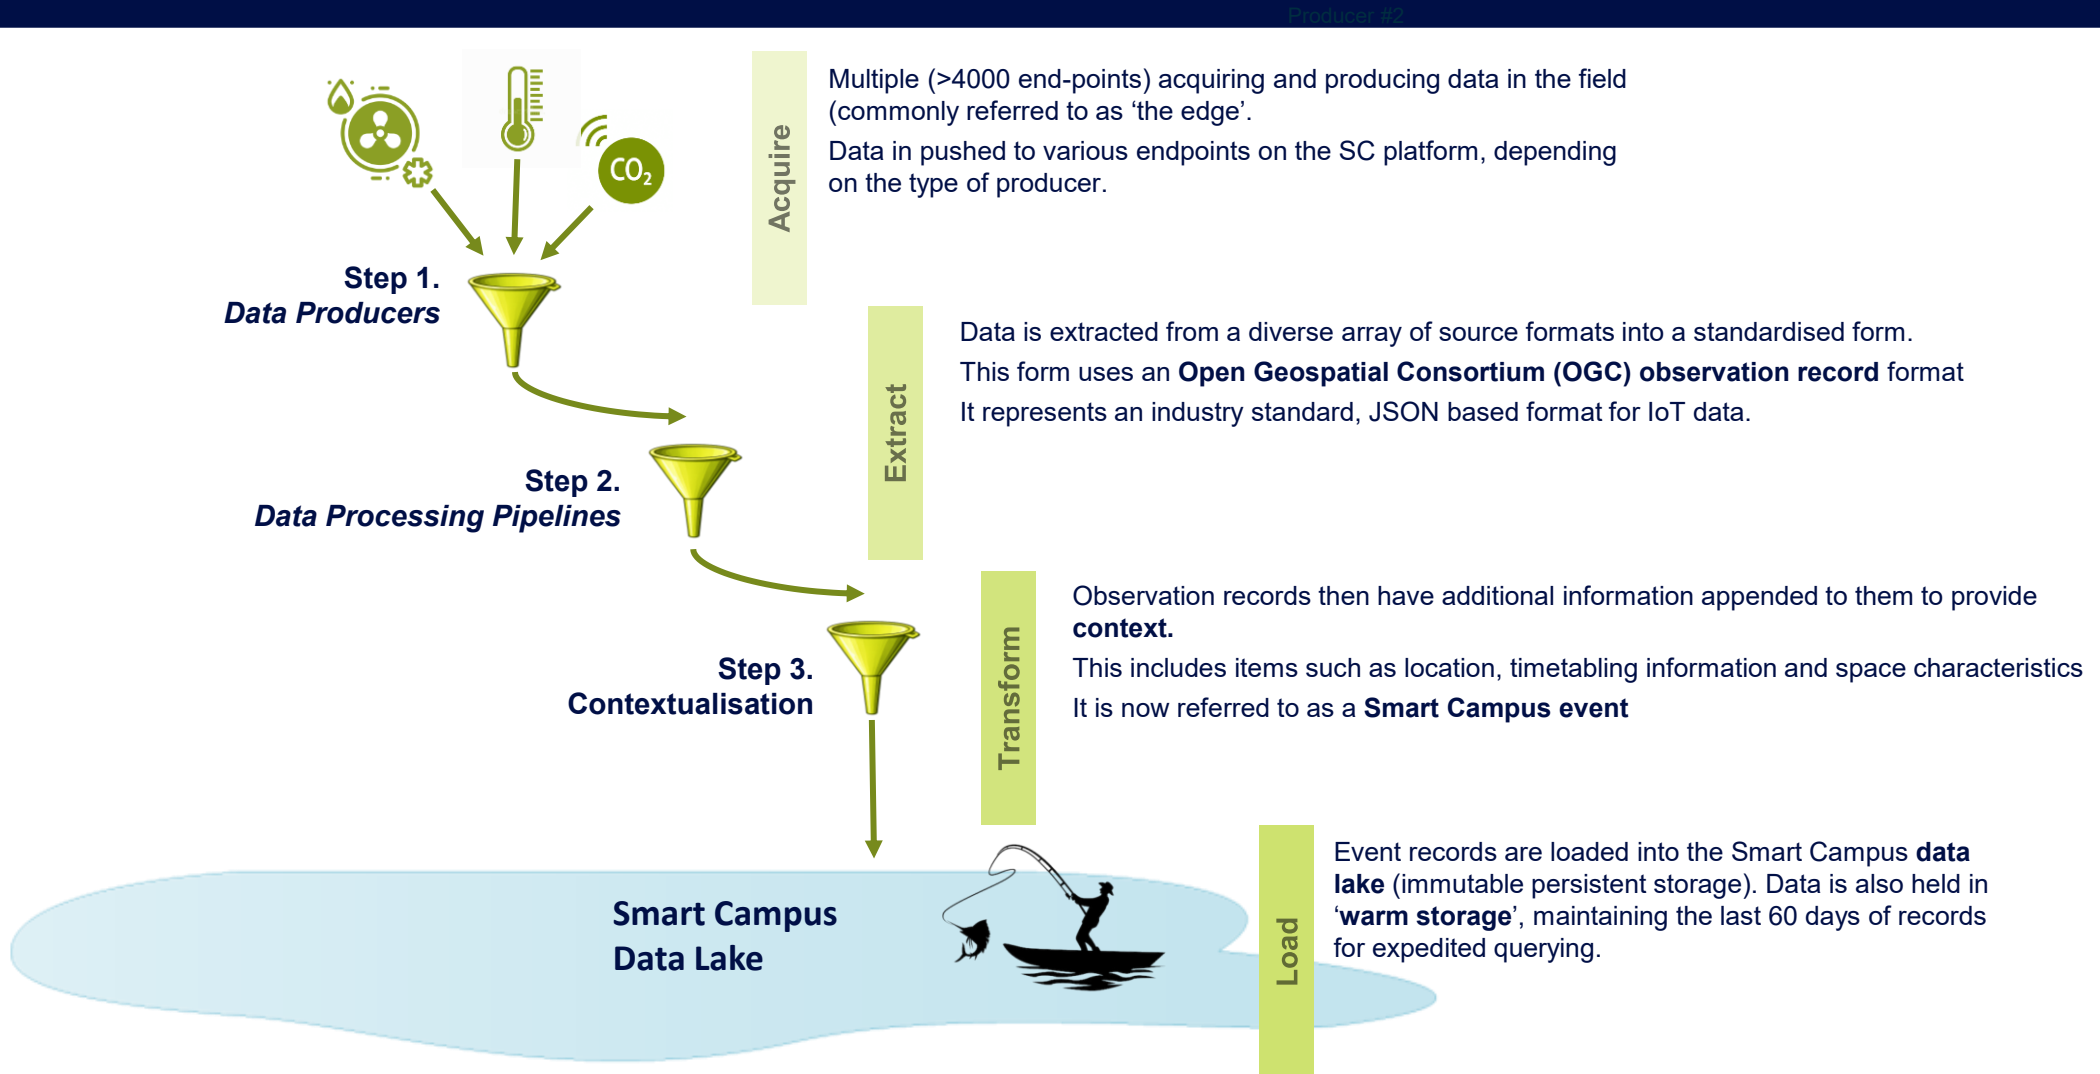 Producer #2
CO₂
Acquire
Multiple (>4000 end-points) acquiring and producing data in the field
(commonly referred to as ‘the edge’.
Data in pushed to various endpoints on the SC platform, depending
on the type of producer.
Step 1.
Data Producers
Extract
Data is extracted from a diverse array of source formats into a standardised form.
This form uses an Open Geospatial Consortium (OGC) observation record format
It represents an industry standard, JSON based format for IoT data.
Step 2.
Data Processing Pipelines
Transform
Observation records then have additional information appended to them to provide
context.
This includes items such as location, timetabling information and space characteristics
It is now referred to as a Smart Campus event
Step 3.
Contextualisation
Smart Campus
Data Lake
Load
Event records are loaded into the Smart Campus data
lake (immutable persistent storage). Data is also held in
‘warm storage’, maintaining the last 60 days of records
for expedited querying.